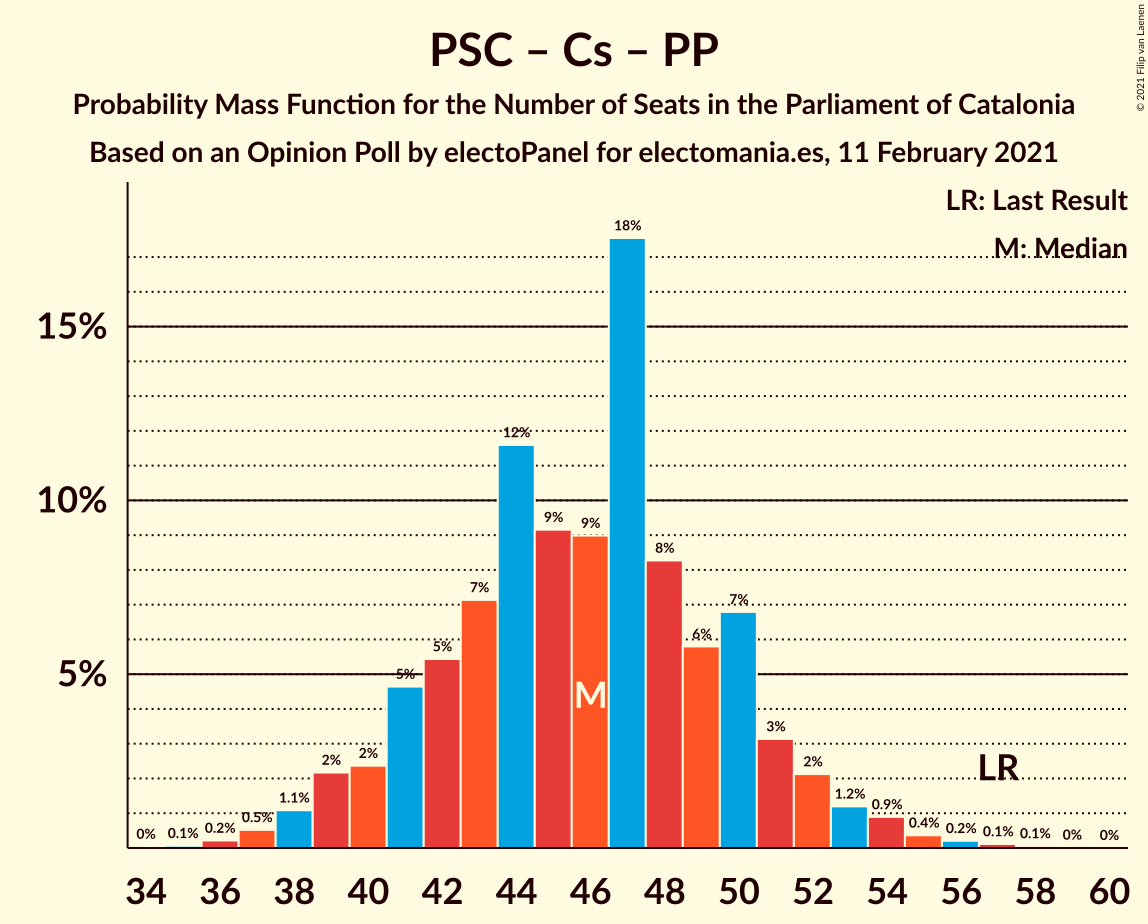 PSC – Cs – PP
Probability Mass Function for the Number of Seats in the Parliament of Catalonia
Based on an Opinion Poll by electoPanel for electomania.es, 11 February 2021
© 2021 Filip van Laenen
LR: Last Result
M: Median
15%
10%
5%
0% 0.1% 0.2% 0.5% 1.1% 2% 2% 5% 5% 7% 12% 9% 9% 18% 8% 6% 7% 3% 2% 1.2% 0.9% 0.4% 0.2% 0.1% 0.1% 0% 0%
M
LR
34 36 38 40 42 44 46 48 50 52 54 56 58 60